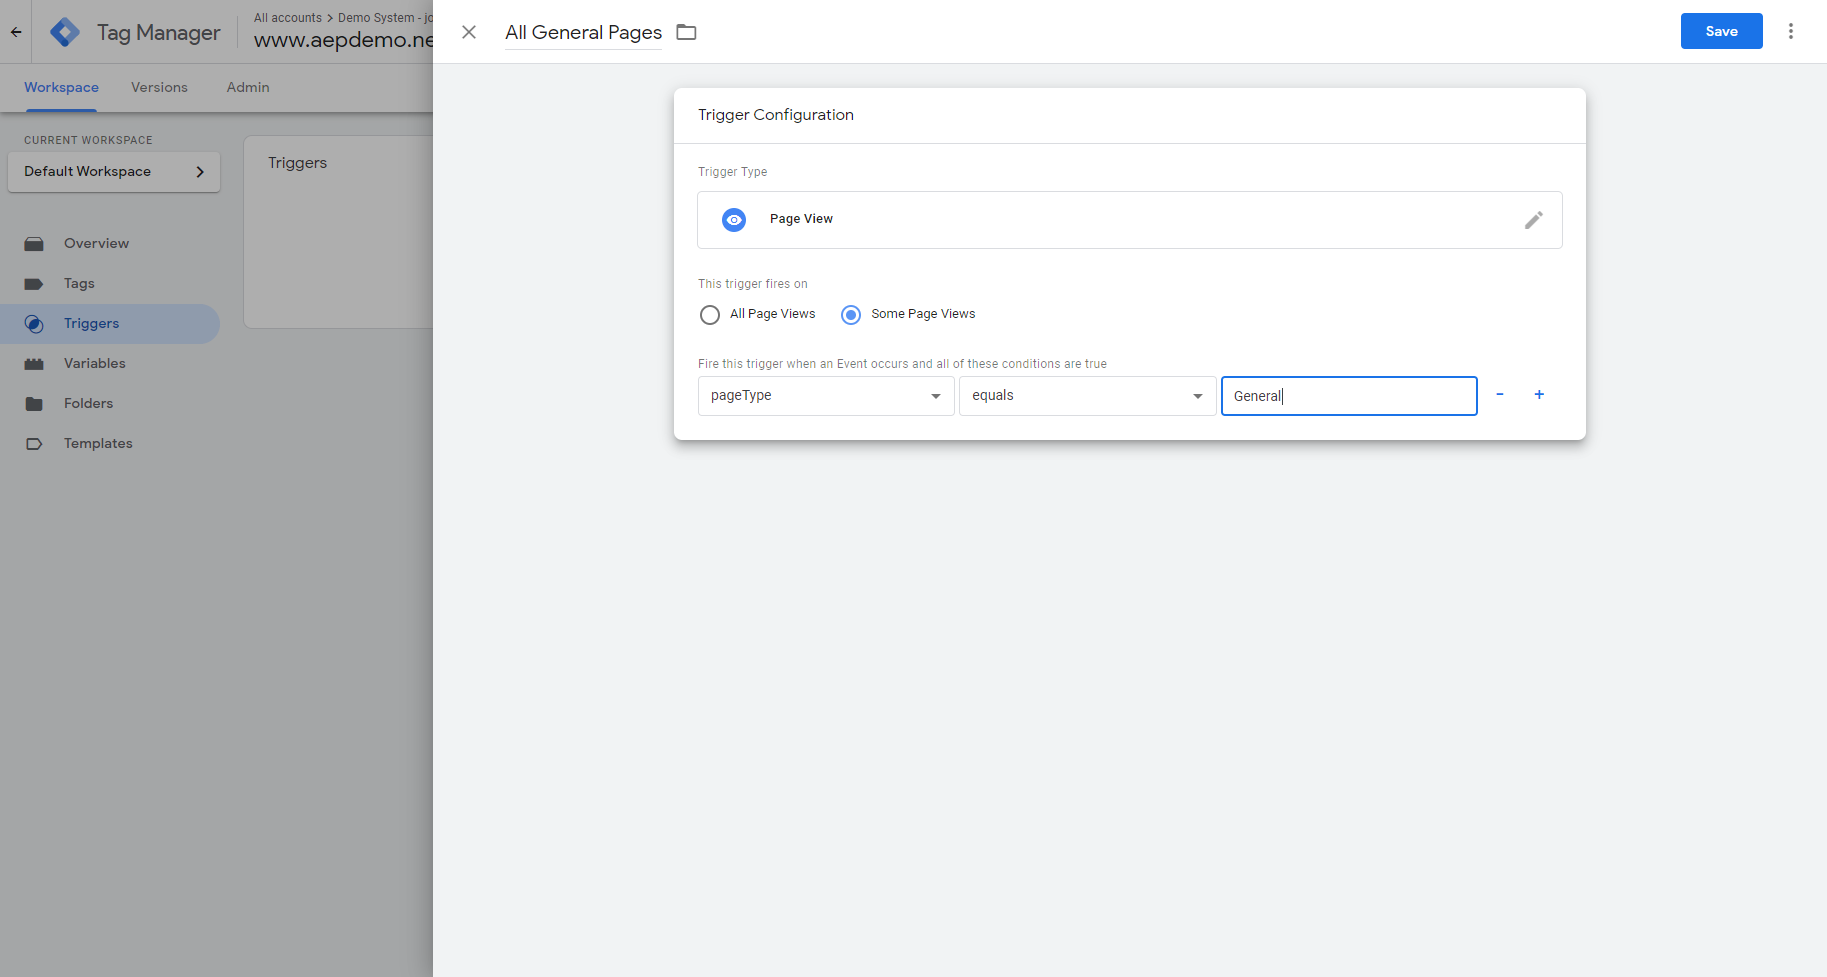 Tag Manager
All accounts > Demo System - jo
www.aepdemo.ne
All General Pages
Save
Workspace
Versions
Admin
CURRENT WORKSPACE
Default Workspace
Overview
Tags
Triggers
Variables
Folders
Templates
Triggers
Trigger Configuration
Trigger Type
Page View
This trigger fires on
All Page Views
Some Page Views
Fire this trigger when an Event occurs and all of these conditions are true
pageType
equals
General
-
+